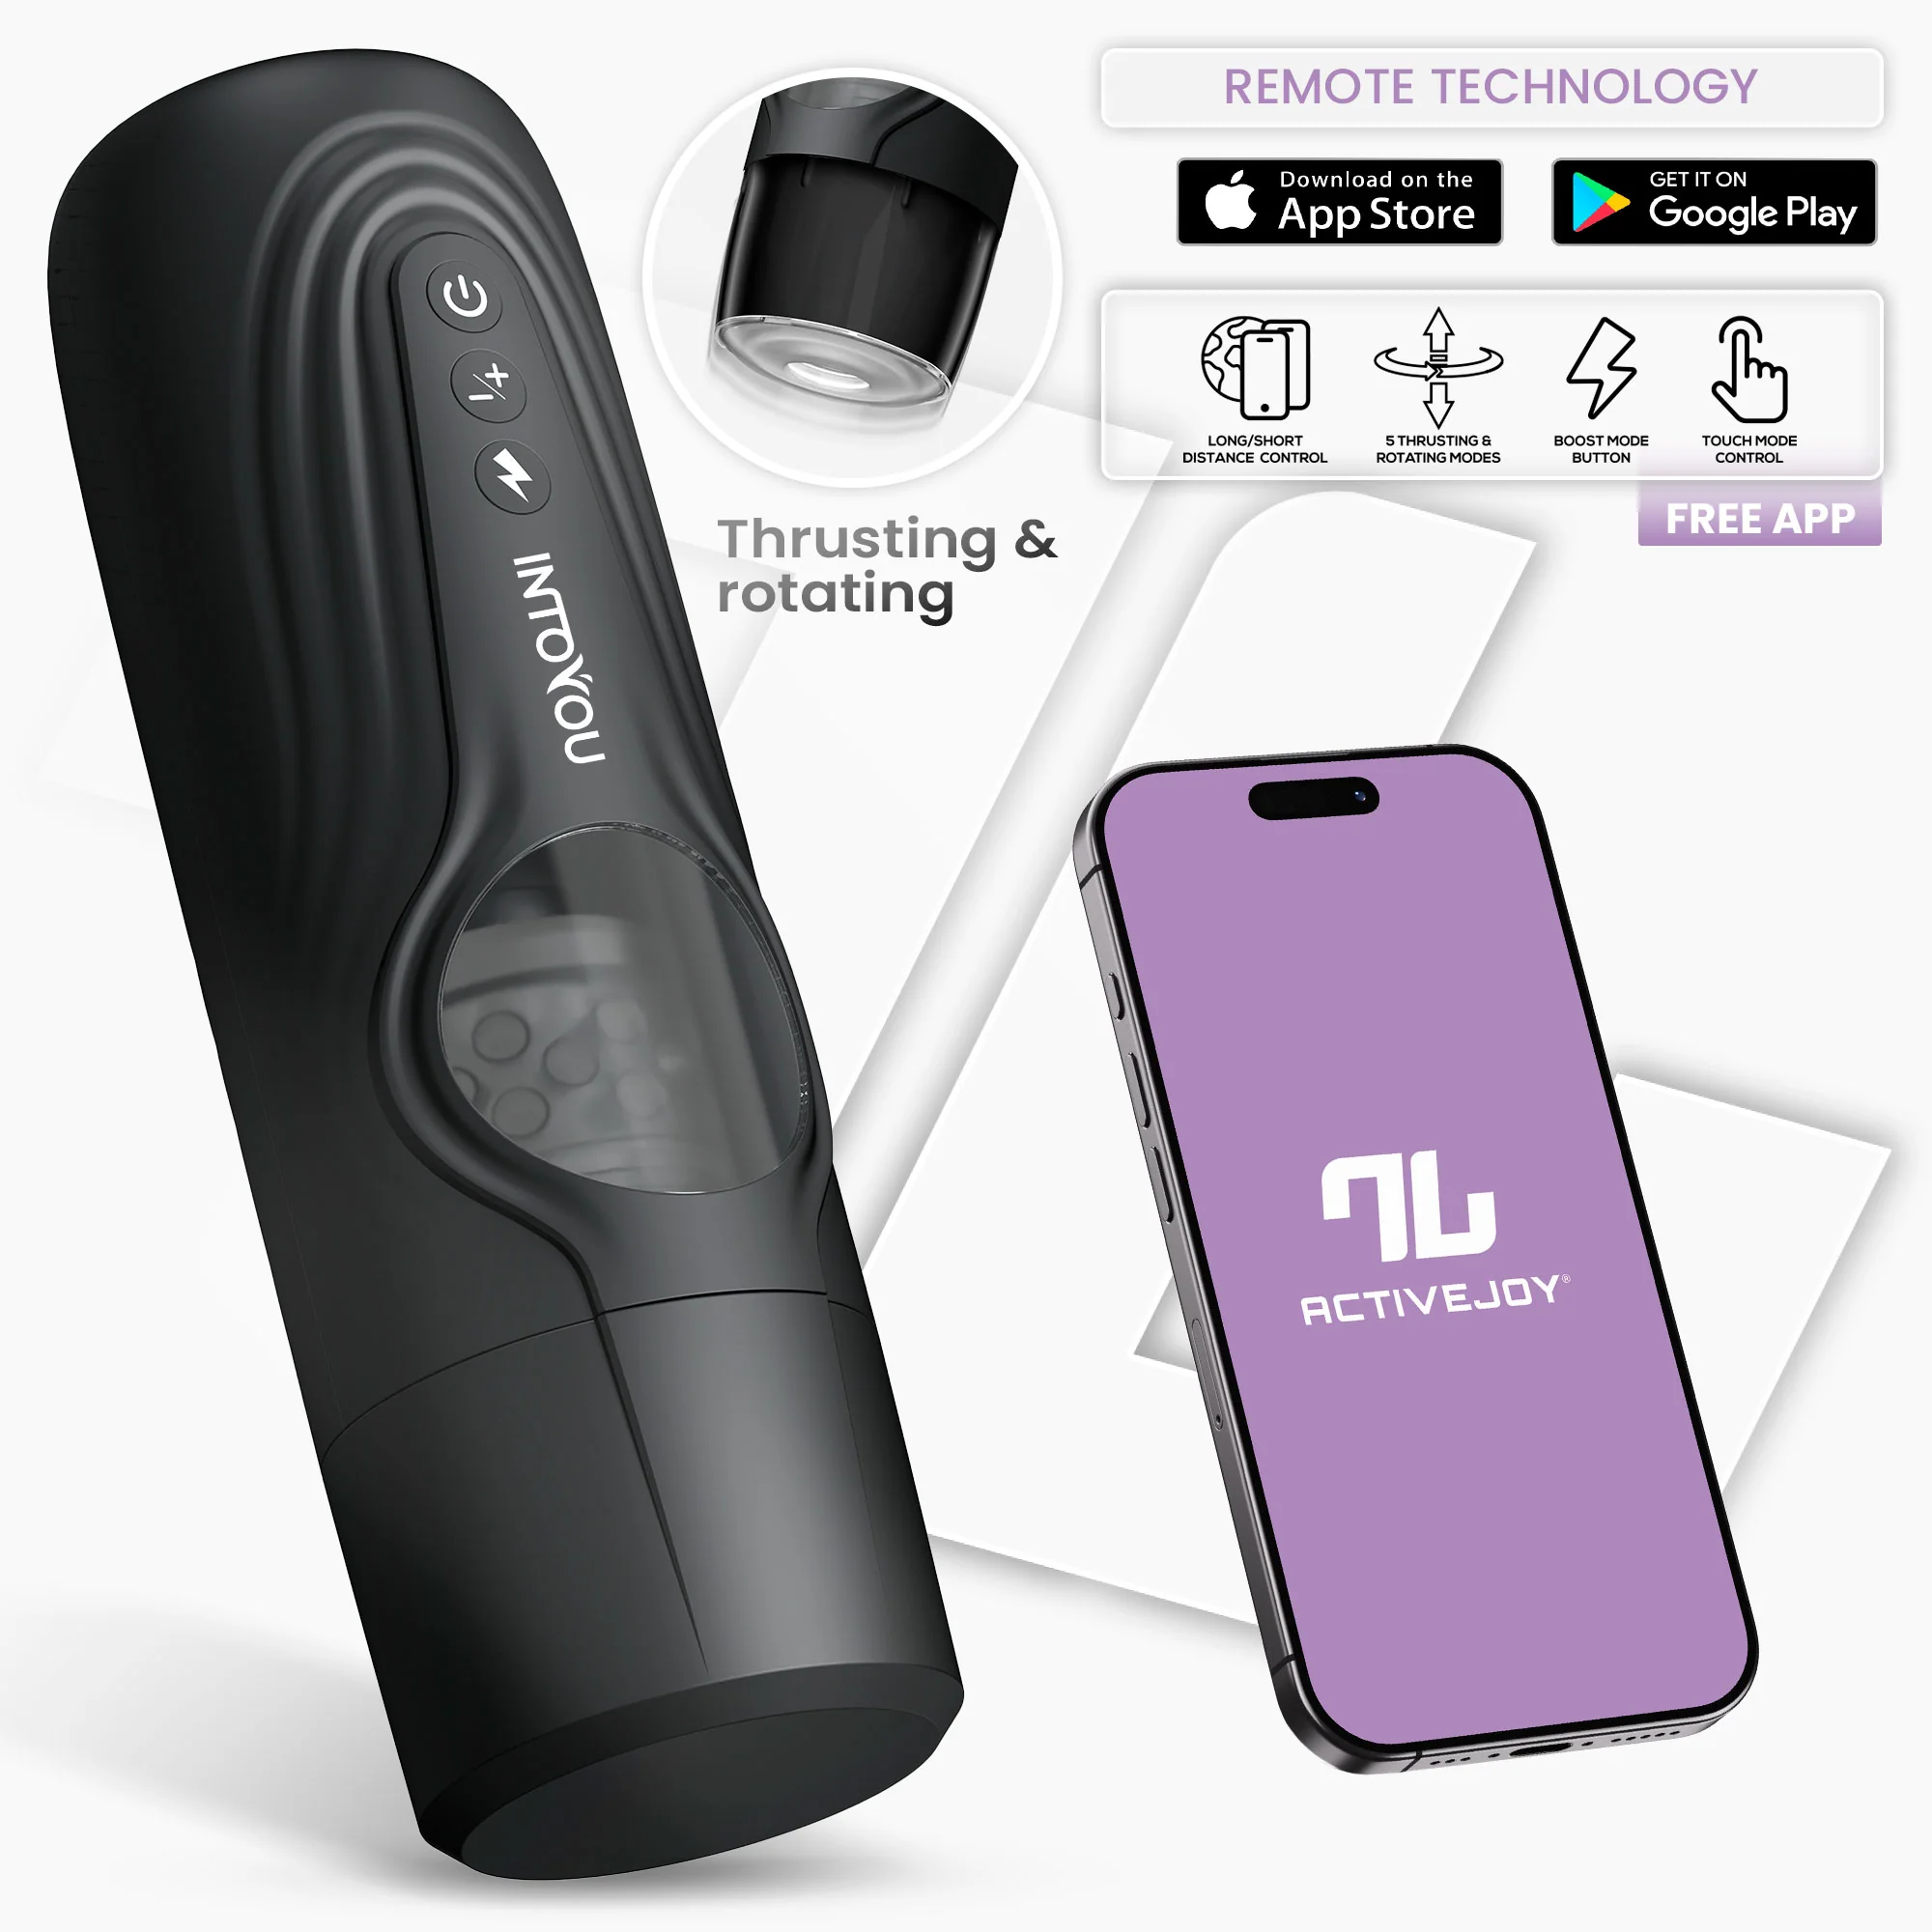 REMOTE TECHNOLOGY
Download on the
App Store
GET IT ON
Google Play
LONG/SHORT
DISTANCE CONTROL
5 THRUSTING &
ROTATING MODES
BOOST MODE
BUTTON
TOUCH MODE
CONTROL
FREE APP
Thrusting &
rotating
INTOYOU
ACTIVEJOY®